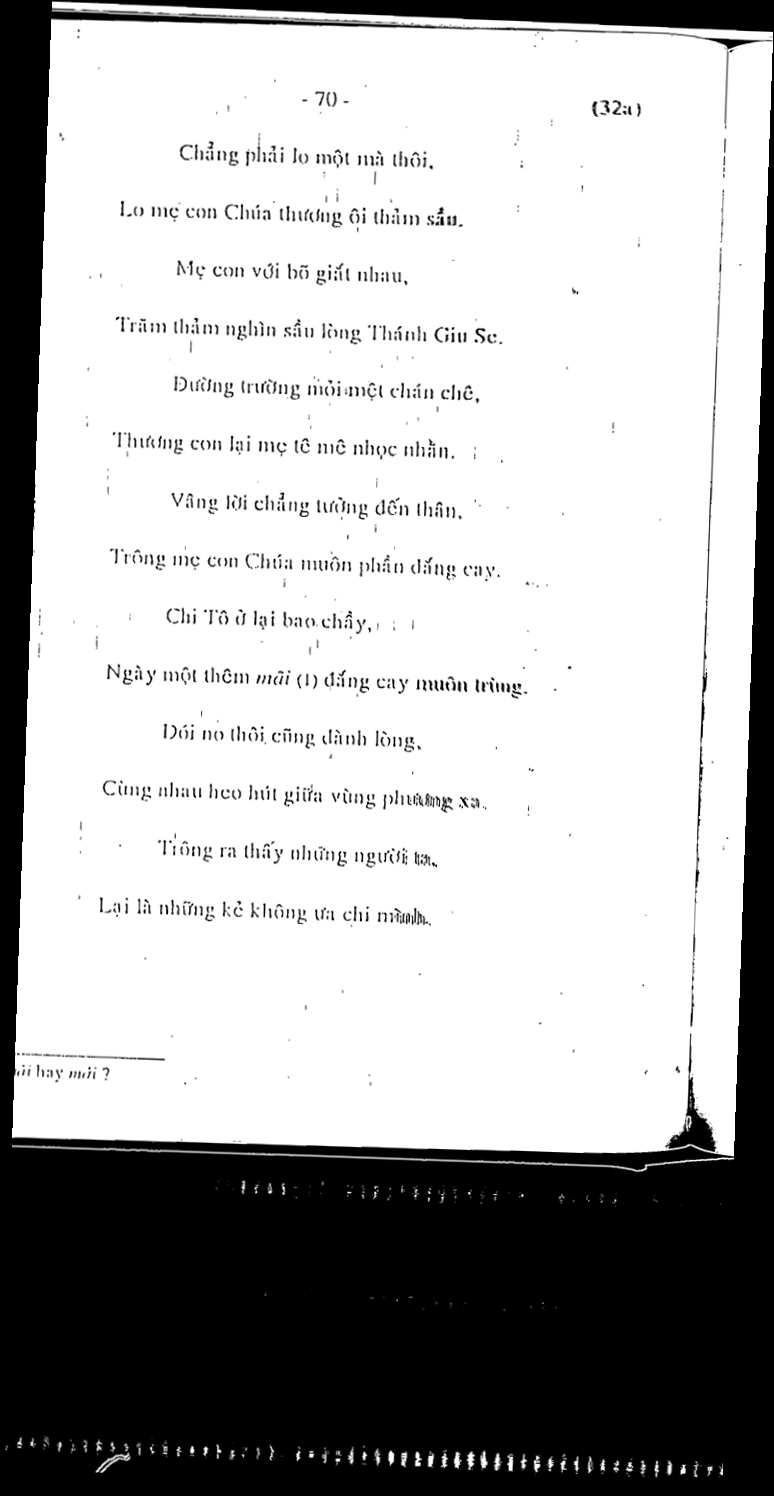 - 70 -
(32a)
Chẳng phải lo một mà thôi,
Lo mẹ con Chúa thương ôi thảm sầu.
Mẹ con với bõ giắt nhau,
Trăm thảm nghìn sầu lòng Thánh Giu Se.
Đường trường mỏi mệt chán chê,
Thương con lại mẹ tê mê nhọc nhằn.
Vâng lời chẳng tưởng đến thân,
Trông mẹ con Chúa muôn phần đắng cay.
Chi Tô ở lại bao chầy,
Ngày một thêm mãi (1) đắng cay muôn trùng.
Đói no thôi cũng đành lòng,
Cùng nhau heo hút giữa vùng phương xa.
Trông ra thấy những người ta,
Lại là những kẻ không ưa chi mình.
hay mới ?